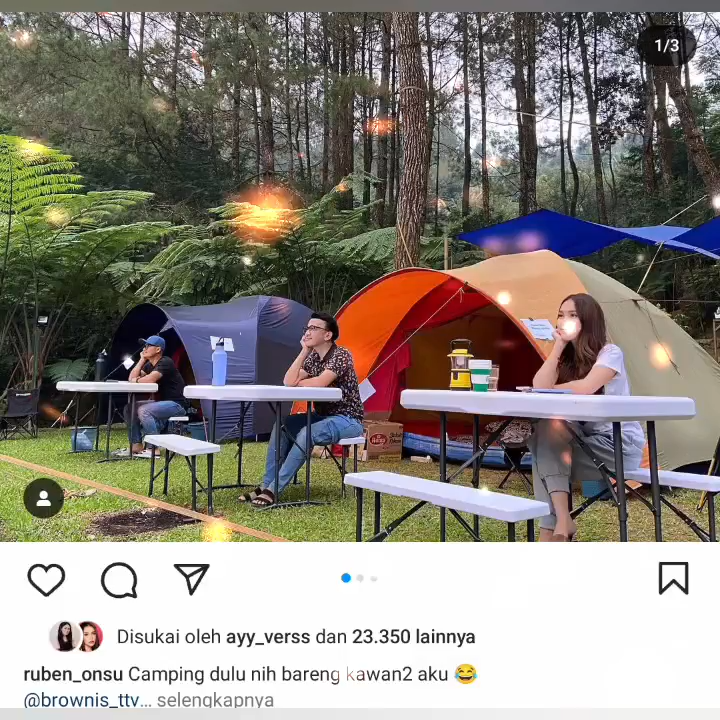 1/3
Disukai oleh ayy_verss dan 23.350 lainnya
ruben_onsu Camping dulu nih bareng kawan2 aku 😂
@brownis_ttv... selengkapnya